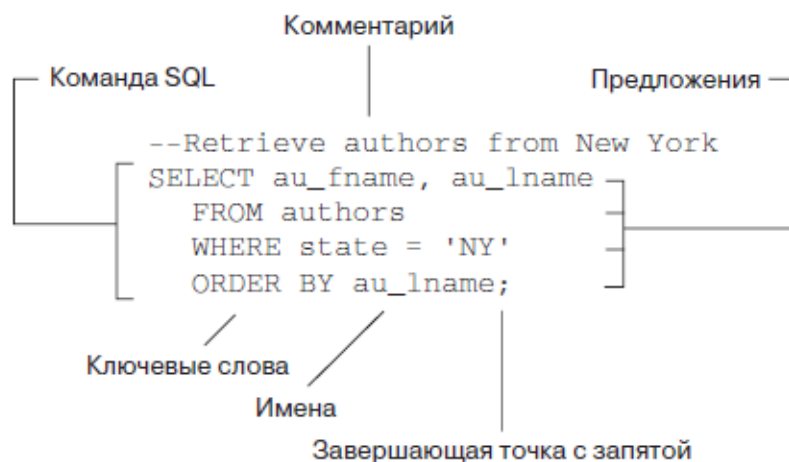 Комментарий
Команда SQL
Предложения
--Retrieve authors from New York
SELECT au_fname, au_lname
FROM authors
WHERE state = 'NY'
ORDER BY au_lname;
Ключевые слова
Имена
Завершающая точка с запятой